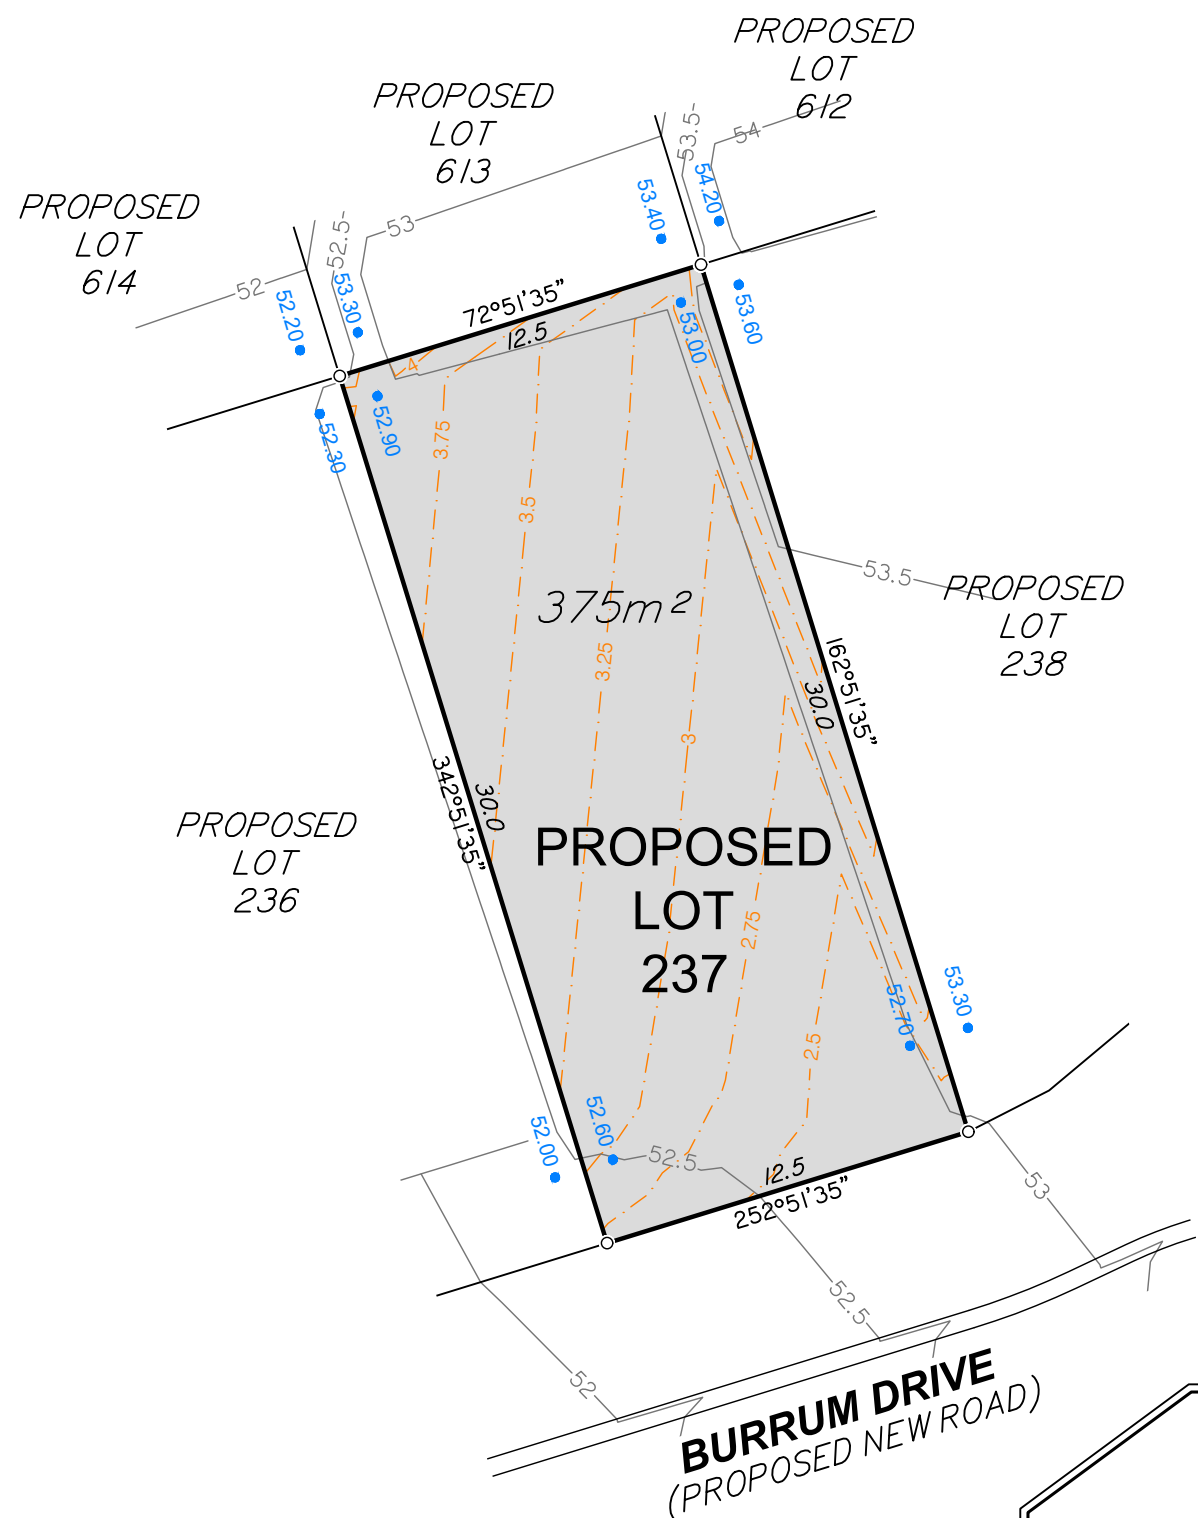 PROPOSED
LOT
612
PROPOSED
LOT
613
PROPOSED
LOT
614
53.5
54
54.20
53.40
53
52.5
52
53.30
52.20
72°51'35"
12.5
53.60
53.00
4
52.90
52.30
3.75
3.5
375m²
3.25
3
53.5
PROPOSED
LOT
238
162°51'35"
30.0
342°51'35"
30.0
PROPOSED
LOT
236
PROPOSED
LOT
237
2.75
2.5
52.70
53.30
52.60
52.00
52.5
12.5
252°51'35"
53
52.5
52
BURRUM DRIVE
(PROPOSED NEW ROAD)